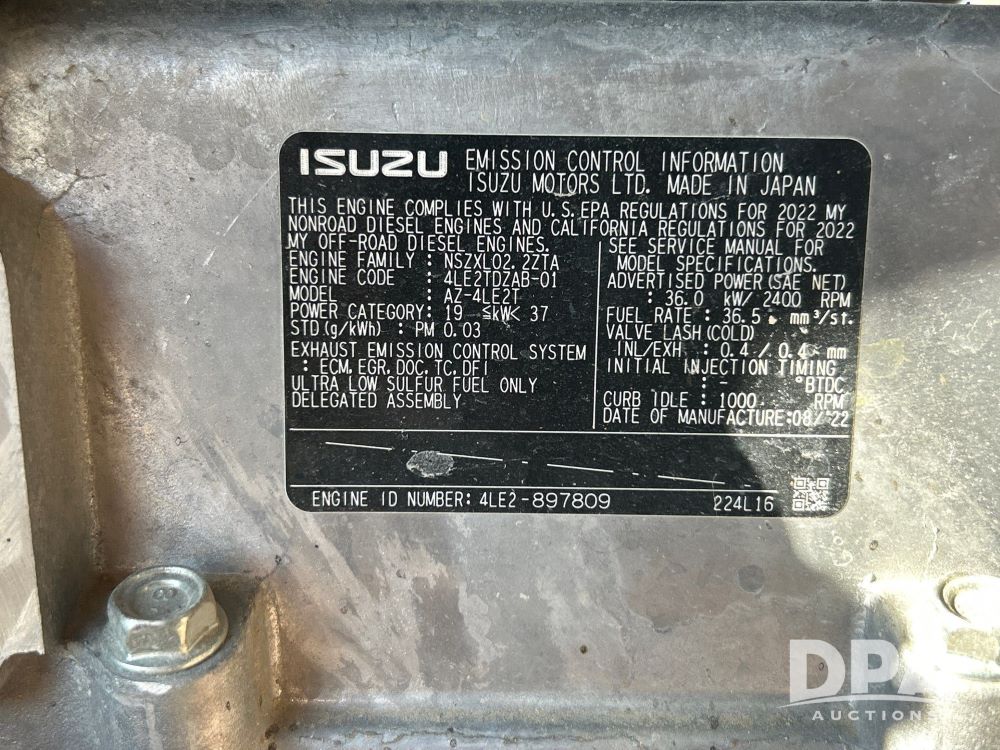 ISUZU EMISSION CONTROL INFORMATION
ISUZU MOTORS LTD. MADE IN JAPAN
THIS ENGINE COMPLIES WITH U.S.EPA REGULATIONS FOR 2022 MY
NONROAD DIESEL ENGINES AND CALIFORNIA REGULATIONS FOR 2022
MY OFF-ROAD DIESEL ENGINES.
ENGINE FAMILY : NSZXL02.2ZTA
ENGINE CODE : 4LE2TDZAB-01
MODEL : AZ-4LE2T
POWER CATEGORY: 19 ≦kW< 37
STD(g/kWh) : PM 0.03
EXHAUST EMISSION CONTROL SYSTEM
: ECM, EGR, DOC, TC, DFI
ULTRA LOW SULFUR FUEL ONLY
DELEGATED ASSEMBLY
SEE SERVICE MANUAL FOR
MODEL SPECIFICATIONS.
ADVERTISED POWER(SAE NET)
: 36.0 kW/ 2400 RPM
FUEL RATE : 36.5 mm³/st.
VALVE LASH(COLD)
INL/EXH : 0.4 / 0.4 mm
INITIAL INJECTION TIMING
: - °BTDC
CURB IDLE : 1000 RPM
DATE OF MANUFACTURE:08/'22
ENGINE ID NUMBER: 4LE2-897809 224L16
DPA
AUCTIONS